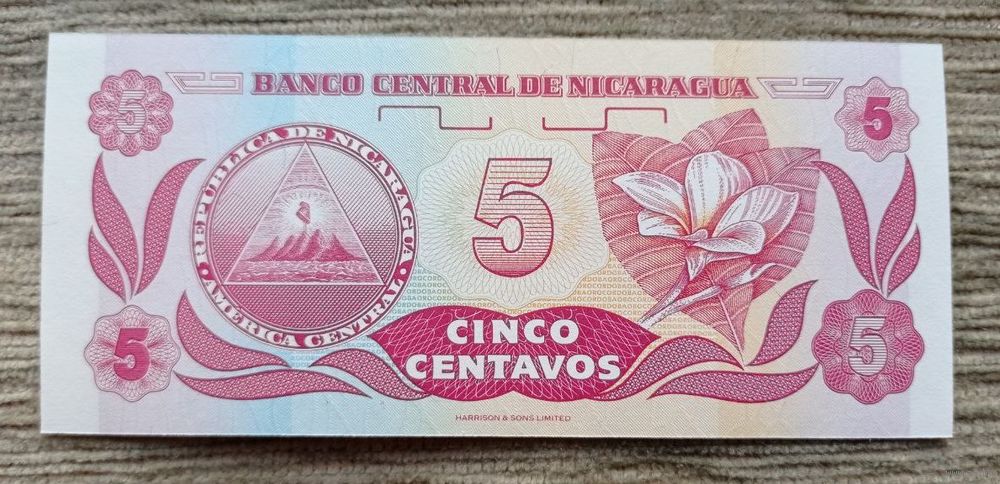 BANCO CENTRAL DE NICARAGUA
5
5
REPUBLICA DE NICARAGUA
AMERICA CENTRAL
5
5
5
CINCO
CENTAVOS
HARRISON & SONS LIMITED